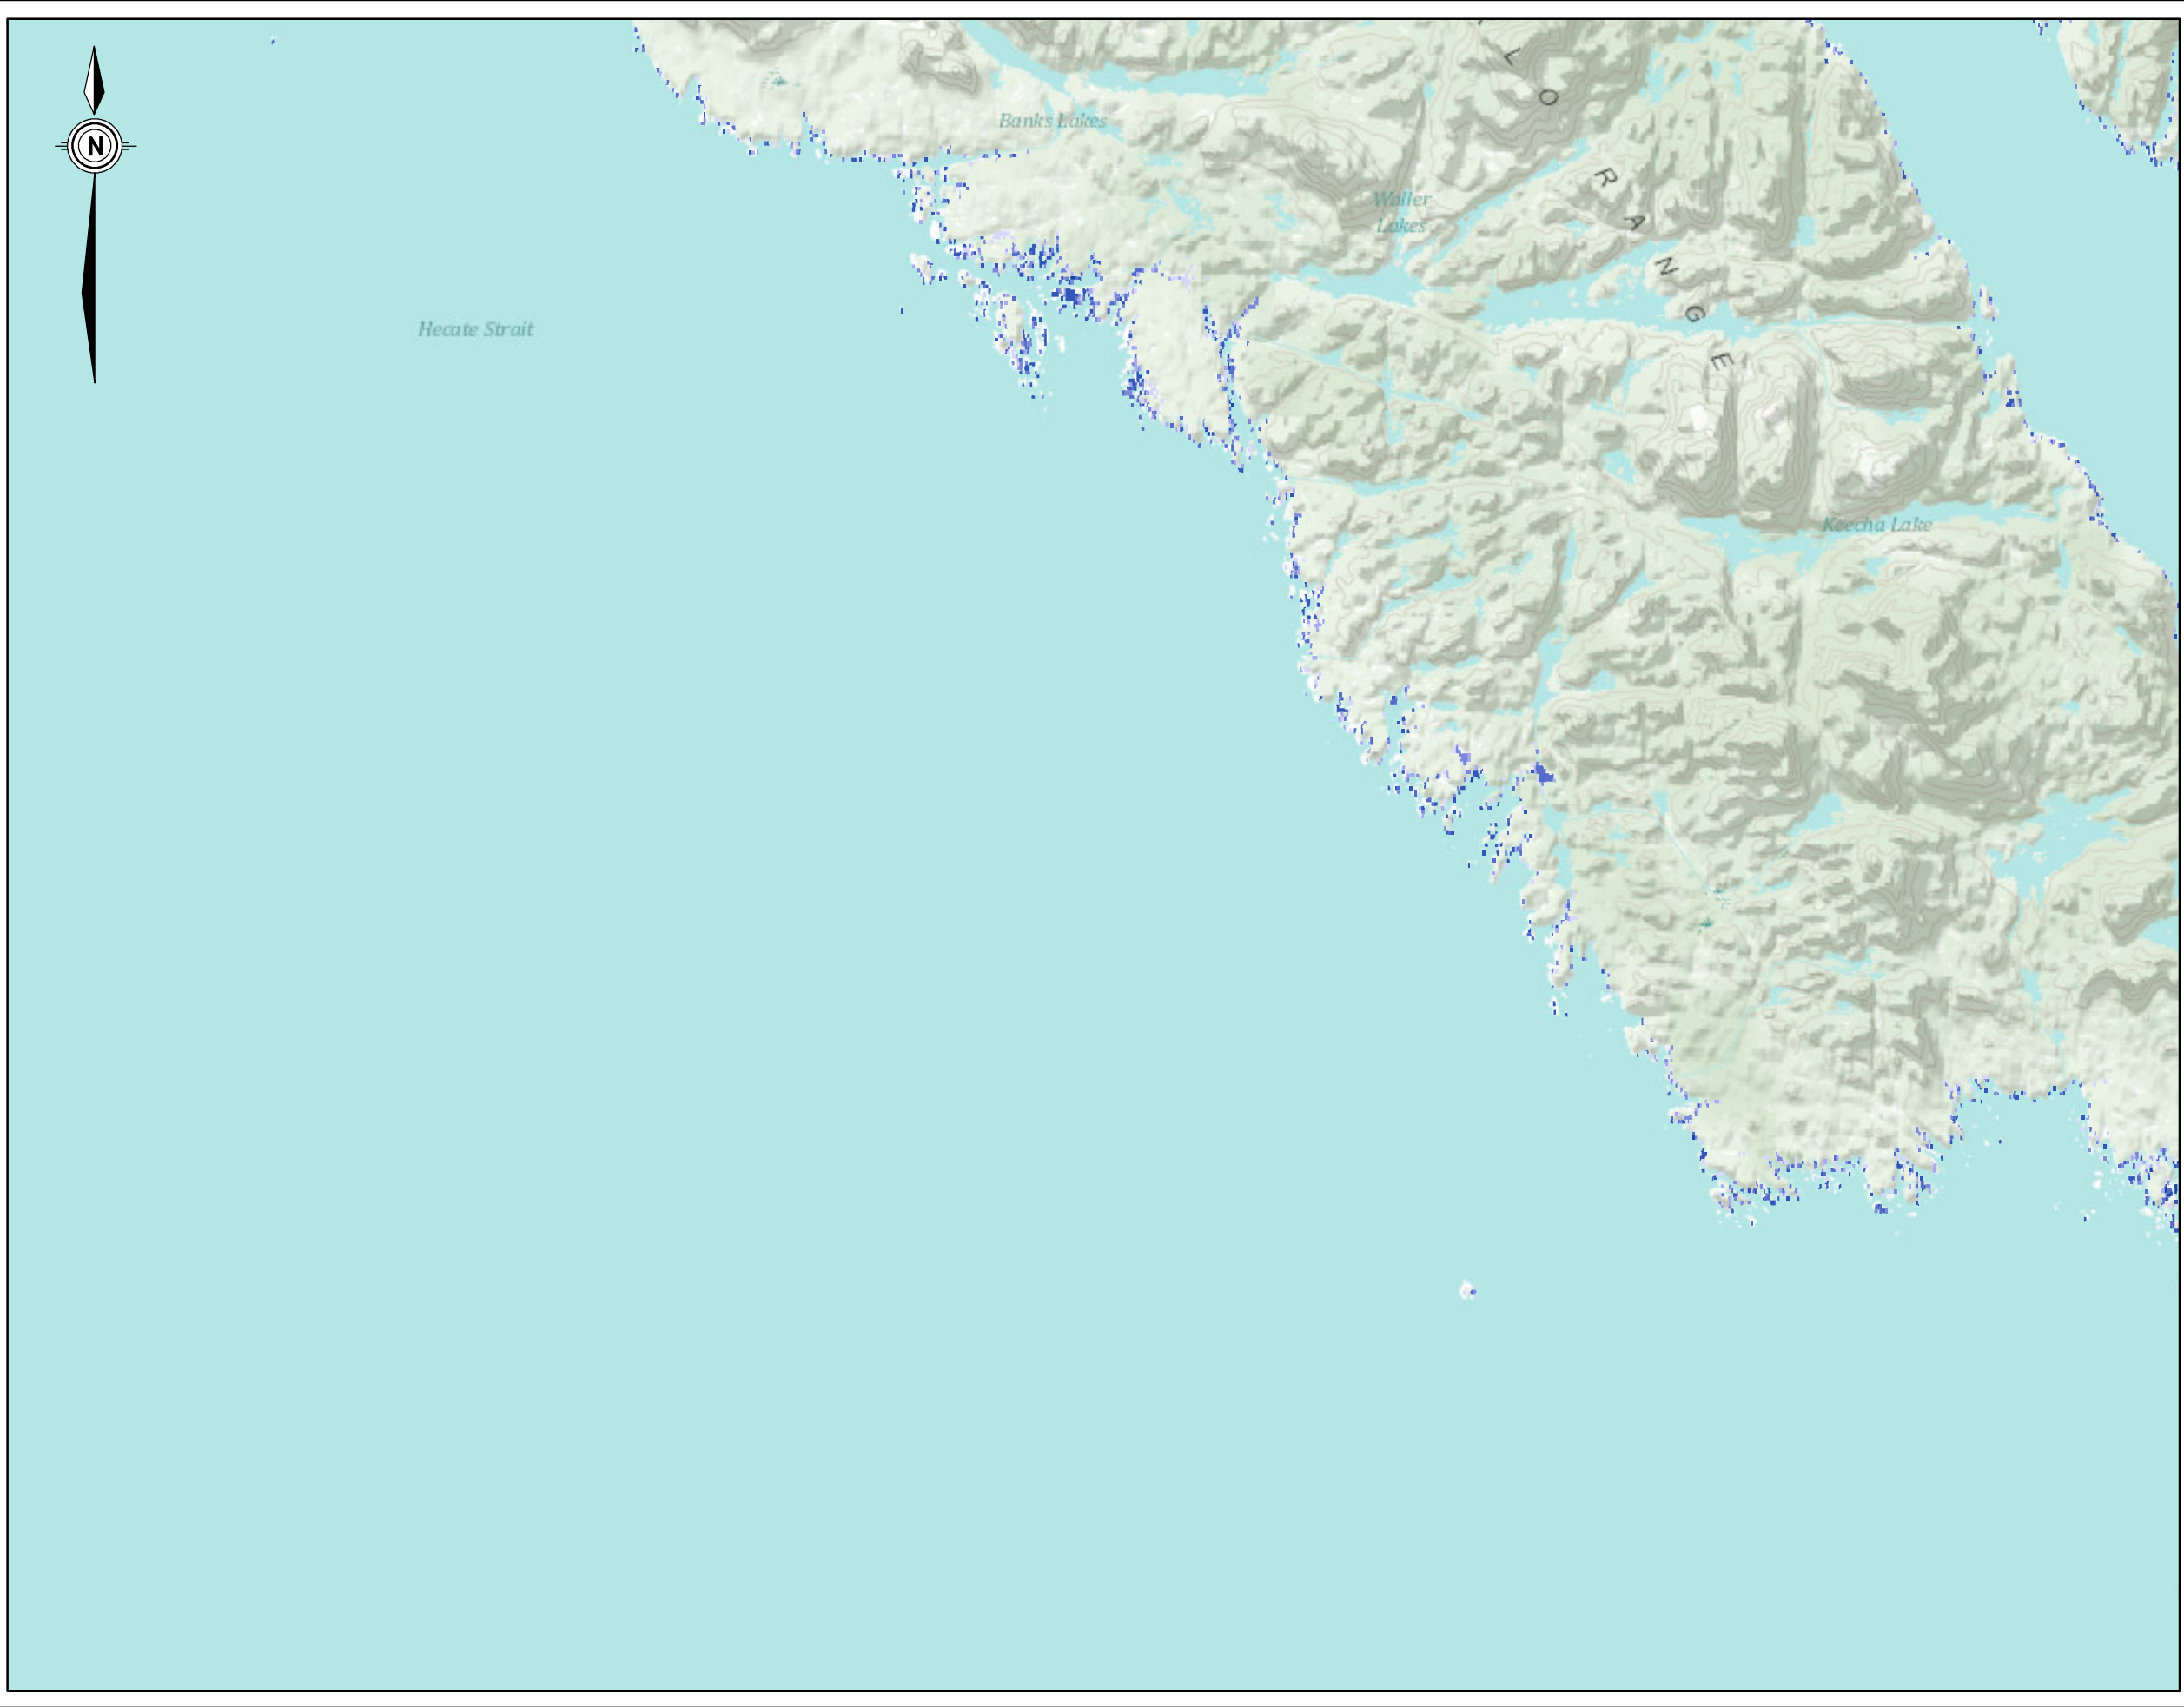 N
Banks Lakes
Waller
Lakes
Hecate Strait
L O R A N G E
Keecha Lake